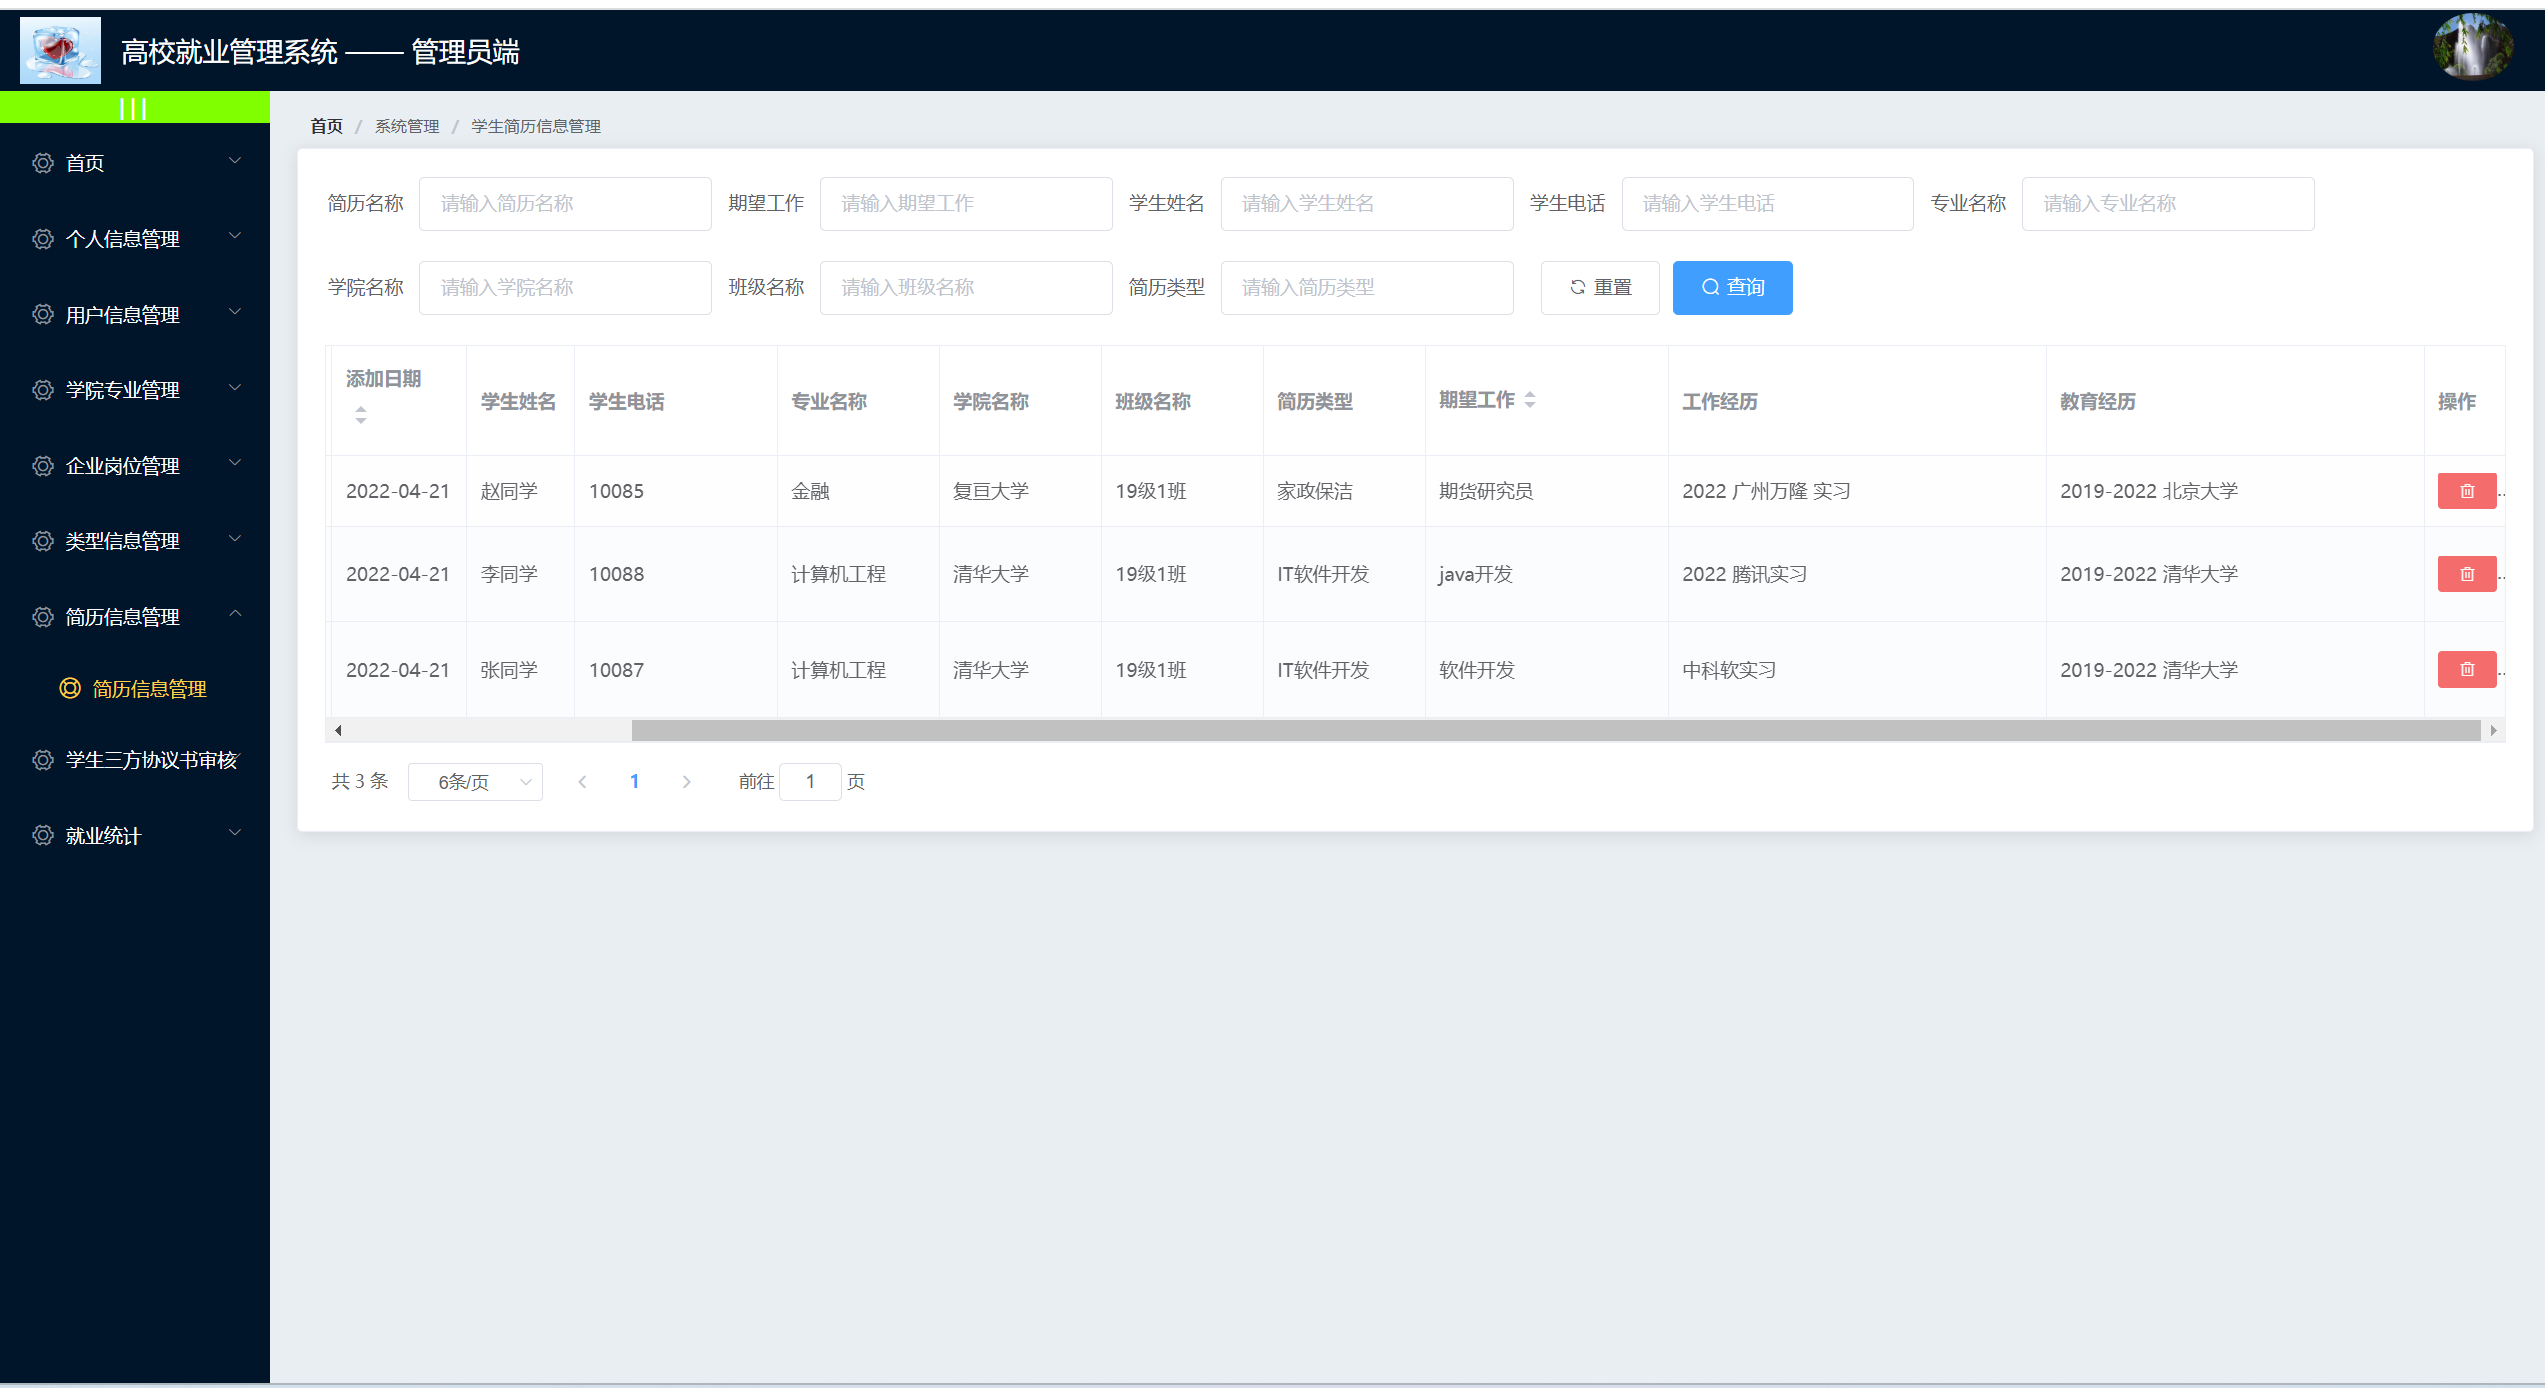 高校就业管理系统 —— 管理员端
|||
首页
个人信息管理
用户信息管理
学院专业管理
企业岗位管理
类型信息管理
简历信息管理
简历信息管理
学生三方协议书审核
就业统计
首页 / 系统管理 / 学生简历信息管理
简历名称 请输入简历名称 期望工作 请输入期望工作 学生姓名 请输入学生姓名 学生电话 请输入学生电话 专业名称 请输入专业名称
学院名称 请输入学院名称 班级名称 请输入班级名称 简历类型 请输入简历类型 重置 查询
添加日期 学生姓名 学生电话 专业名称 学院名称 班级名称 简历类型 期望工作 工作经历 教育经历 操作
2022-04-21 赵同学 10085 金融 复亘大学 19级1班 家政保洁 期货研究员 2022 广州万隆 实习 2019-2022 北京大学 ..
2022-04-21 李同学 10088 计算机工程 清华大学 19级1班 IT软件开发 java开发 2022 腾讯实习 2019-2022 清华大学 ..
2022-04-21 张同学 10087 计算机工程 清华大学 19级1班 IT软件开发 软件开发 中科软实习 2019-2022 清华大学 ..
共 3 条 6条/页 1 前往 1 页